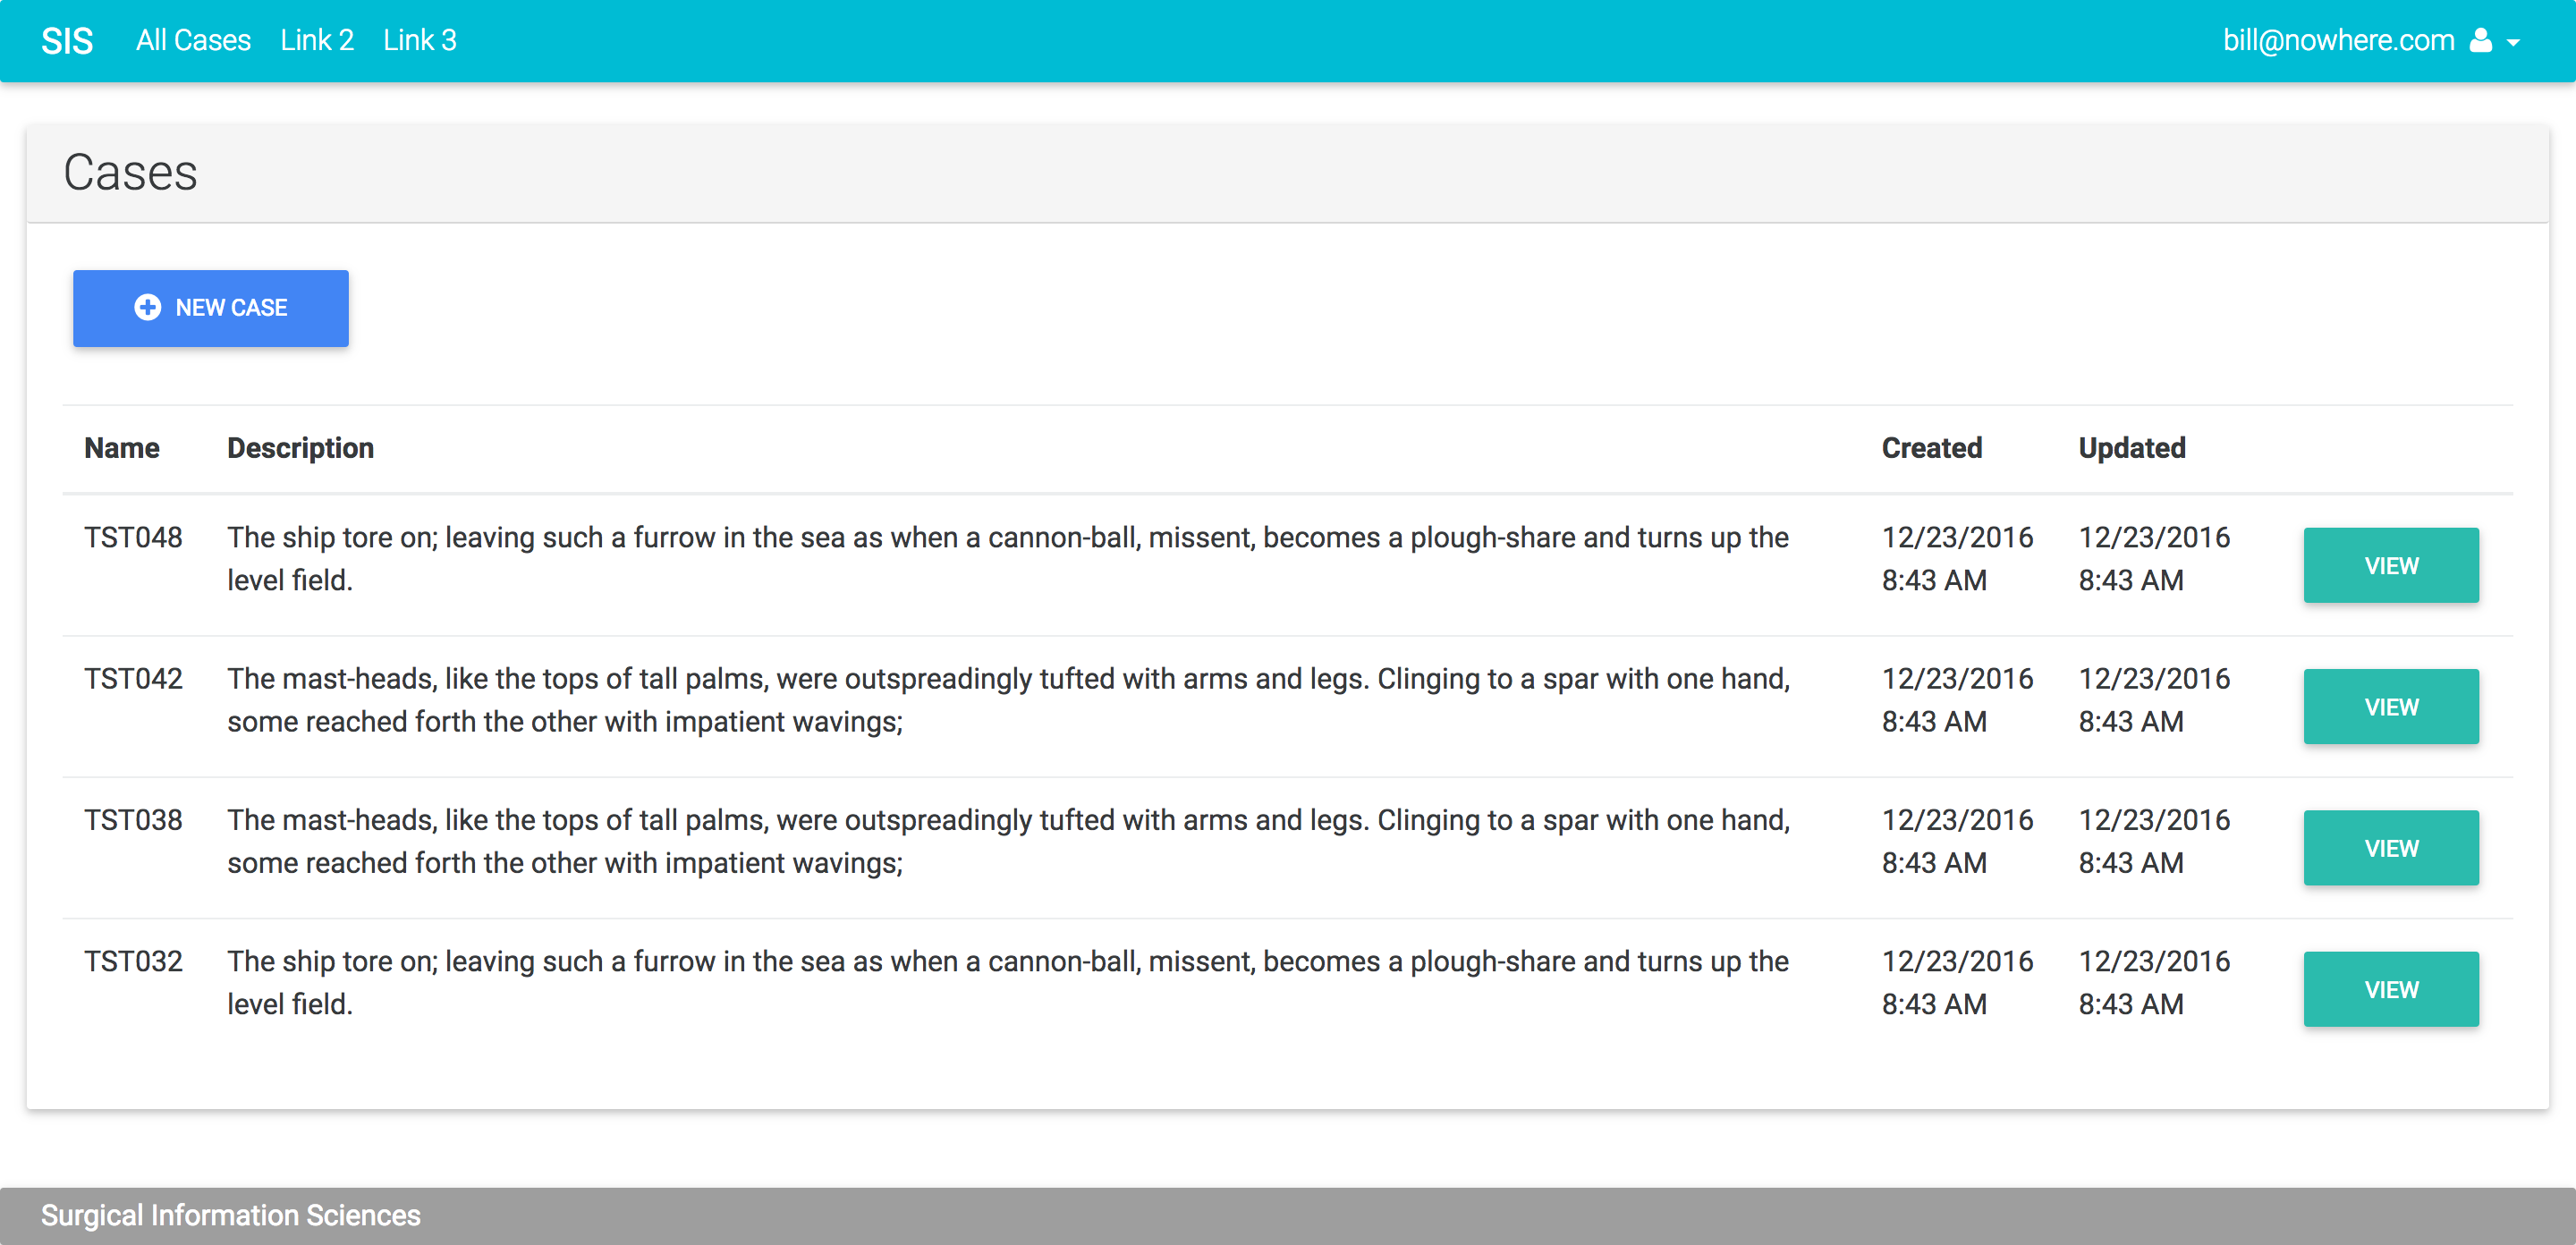 SIS All Cases Link 2 Link 3 bill@nowhere.com
Cases
NEW CASE
Name Description Created Updated
TST048 The ship tore on; leaving such a furrow in the sea as when a cannon-ball, missent, becomes a plough-share and turns up the 12/23/2016 12/23/2016
level field. 8:43 AM 8:43 AM
VIEW
TST042 The mast-heads, like the tops of tall palms, were outspreadingly tufted with arms and legs. Clinging to a spar with one hand, 12/23/2016 12/23/2016
some reached forth the other with impatient wavings; 8:43 AM 8:43 AM
VIEW
TST038 The mast-heads, like the tops of tall palms, were outspreadingly tufted with arms and legs. Clinging to a spar with one hand, 12/23/2016 12/23/2016
some reached forth the other with impatient wavings; 8:43 AM 8:43 AM
VIEW
TST032 The ship tore on; leaving such a furrow in the sea as when a cannon-ball, missent, becomes a plough-share and turns up the 12/23/2016 12/23/2016
level field. 8:43 AM 8:43 AM
VIEW
Surgical Information Sciences